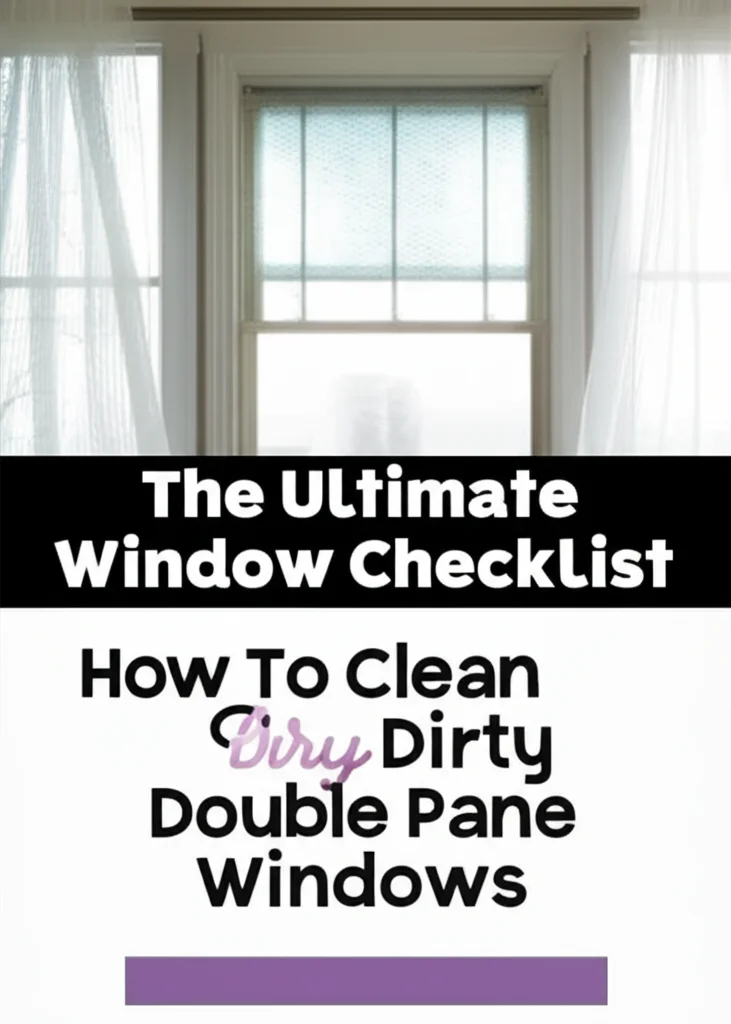 The Ultimate
Window Checklist
How To Clean
Dirty
Double Pane
Windows